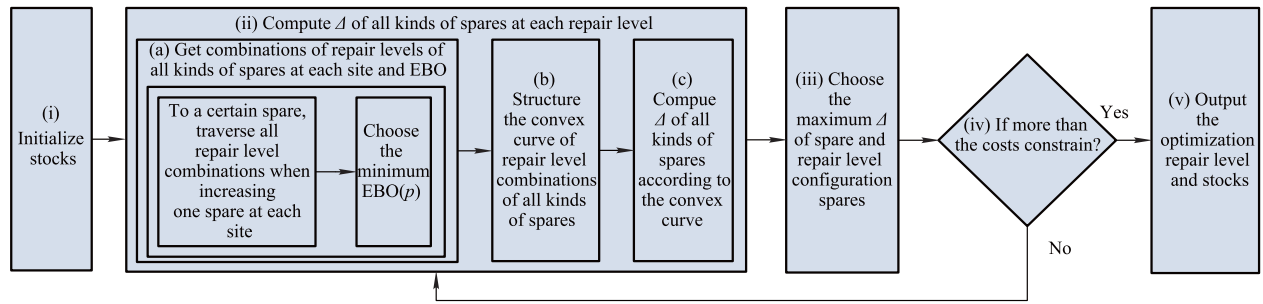 (i)
Initialize
stocks
(ii) Compute Δ of all kinds of spares at each repair level
(a) Get combinations of repair levels of
all kinds of spares at each site and EBO
To a certain spare,
traverse all
repair level
combinations when
increasing
one spare at each
site
Choose
the
minimum
EBO(p)
(b)
Structure
the convex
curve of
repair level
combinations
of all kinds
of spares
(c)
Compue
Δ of all
kinds of
spares
according to
the convex
curve
(iii) Choose
the
maximum Δ
of spare and
repair level
configuration
spares
(iv) If more than
the costs constrain?
Yes
No
(v) Output
the
optimization
repair level
and stocks